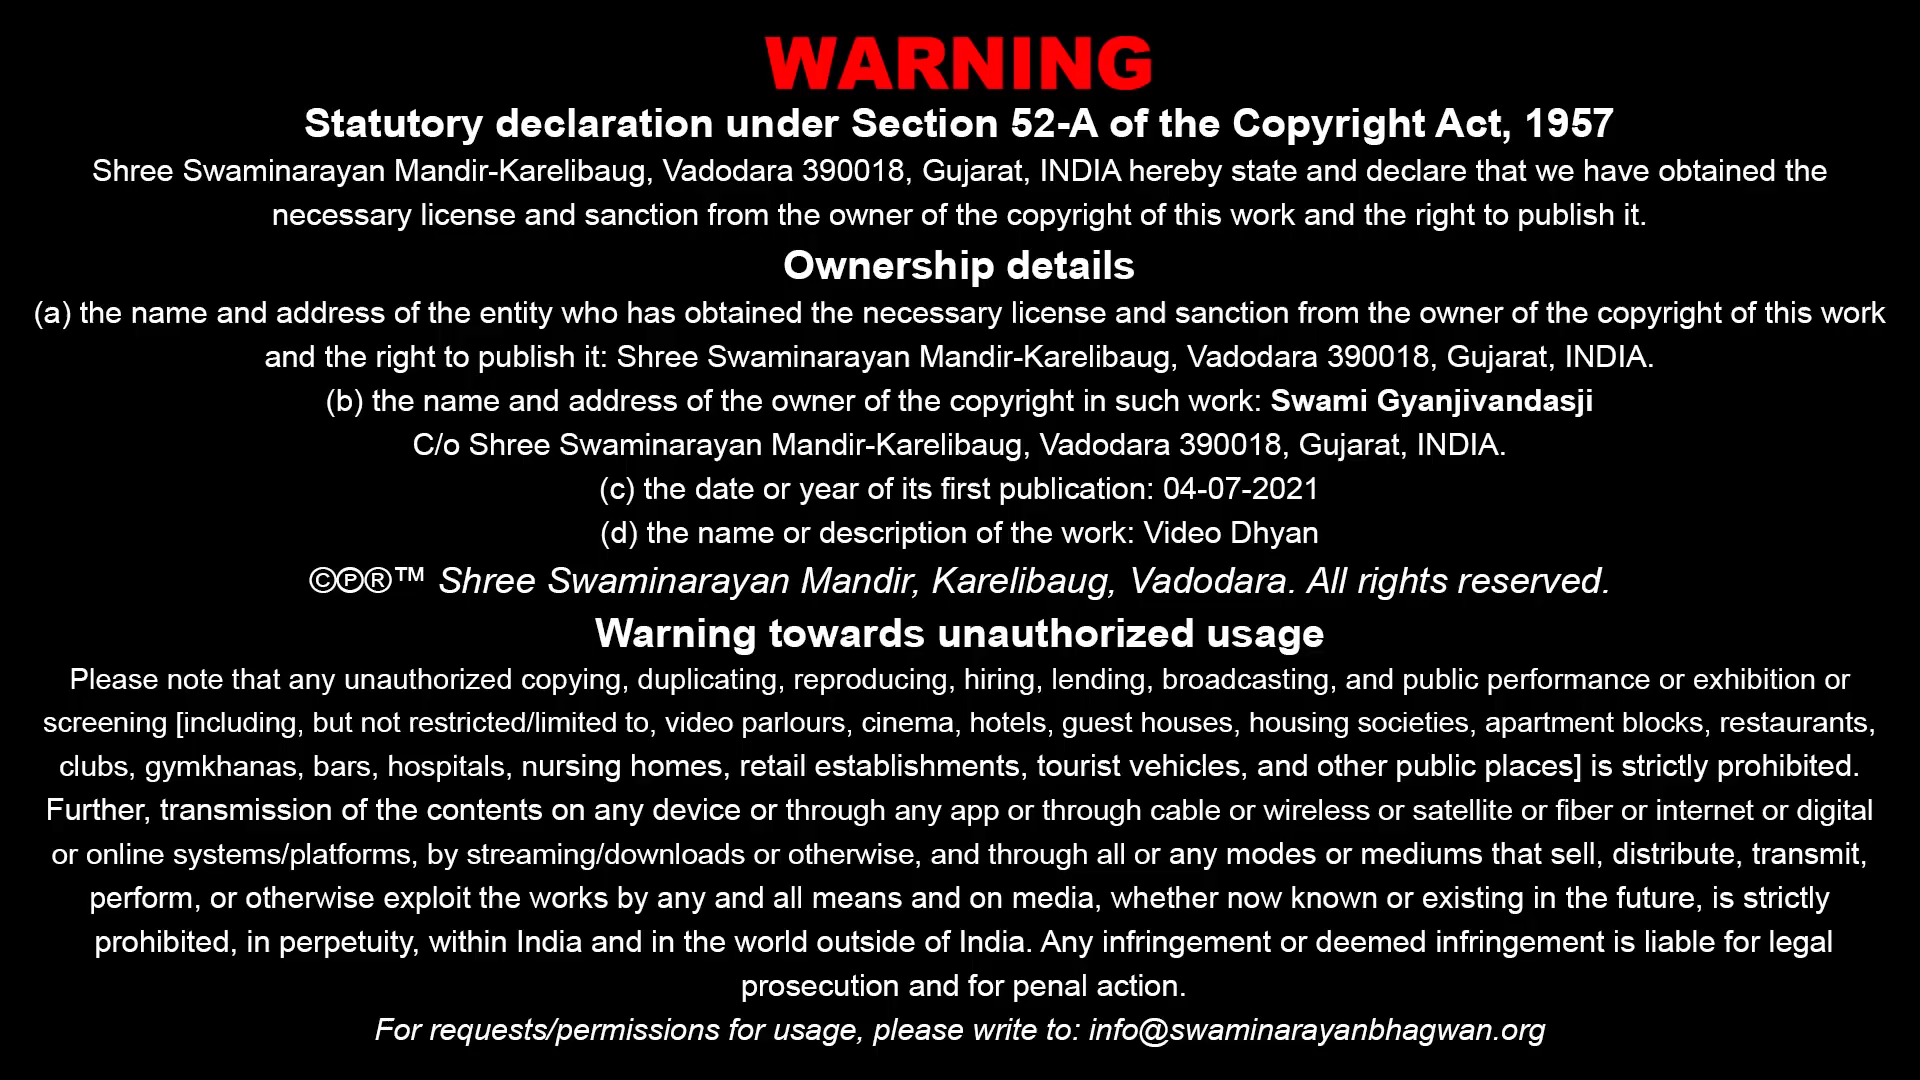 WARNING
Statutory declaration under Section 52-A of the Copyright Act, 1957
Shree Swaminarayan Mandir-Karelibaug, Vadodara 390018, Gujarat, INDIA hereby state and declare that we have obtained the
necessary license and sanction from the owner of the copyright of this work and the right to publish it.
Ownership details
(a) the name and address of the entity who has obtained the necessary license and sanction from the owner of the copyright of this work
and the right to publish it: Shree Swaminarayan Mandir-Karelibaug, Vadodara 390018, Gujarat, INDIA.
(b) the name and address of the owner of the copyright in such work: Swami Gyanjivandasji
C/o Shree Swaminarayan Mandir-Karelibaug, Vadodara 390018, Gujarat, INDIA.
(c) the date or year of its first publication: 04-07-2021
(d) the name or description of the work: Video Dhyan
©℗®™ Shree Swaminarayan Mandir, Karelibaug, Vadodara. All rights reserved.
Warning towards unauthorized usage
Please note that any unauthorized copying, duplicating, reproducing, hiring, lending, broadcasting, and public performance or exhibition or
screening [including, but not restricted/limited to, video parlours, cinema, hotels, guest houses, housing societies, apartment blocks, restaurants,
clubs, gymkhanas, bars, hospitals, nursing homes, retail establishments, tourist vehicles, and other public places] is strictly prohibited.
Further, transmission of the contents on any device or through any app or through cable or wireless or satellite or fiber or internet or digital
or online systems/platforms, by streaming/downloads or otherwise, and through all or any modes or mediums that sell, distribute, transmit,
perform, or otherwise exploit the works by any and all means and on media, whether now known or existing in the future, is strictly
prohibited, in perpetuity, within India and in the world outside of India. Any infringement or deemed infringement is liable for legal
prosecution and for penal action.
For requests/permissions for usage, please write to: info@swaminarayanbhagwan.org